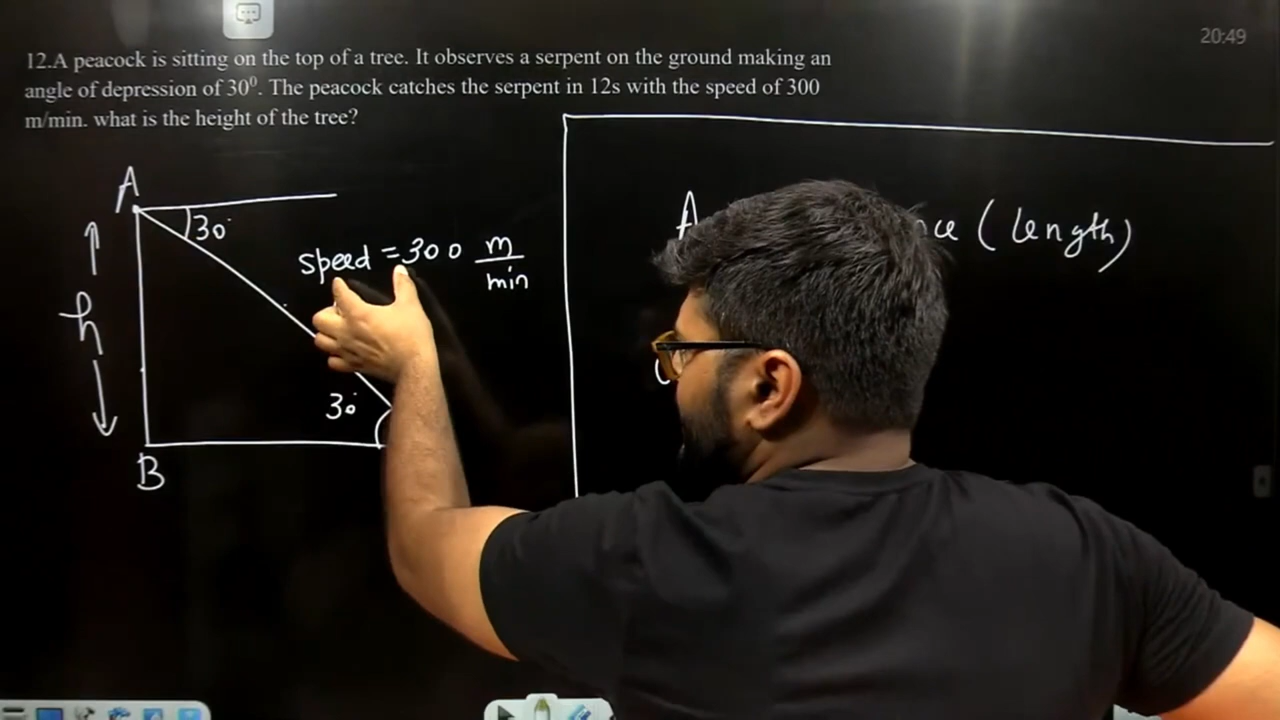 20:49
12.A peacock is sitting on the top of a tree. It observes a serpent on the ground making an
angle of depression of 30⁰. The peacock catches the serpent in 12s with the speed of 300
m/min. what is the height of the tree?
A
30°
speed = 300 m/min
h
30°
B
(length)